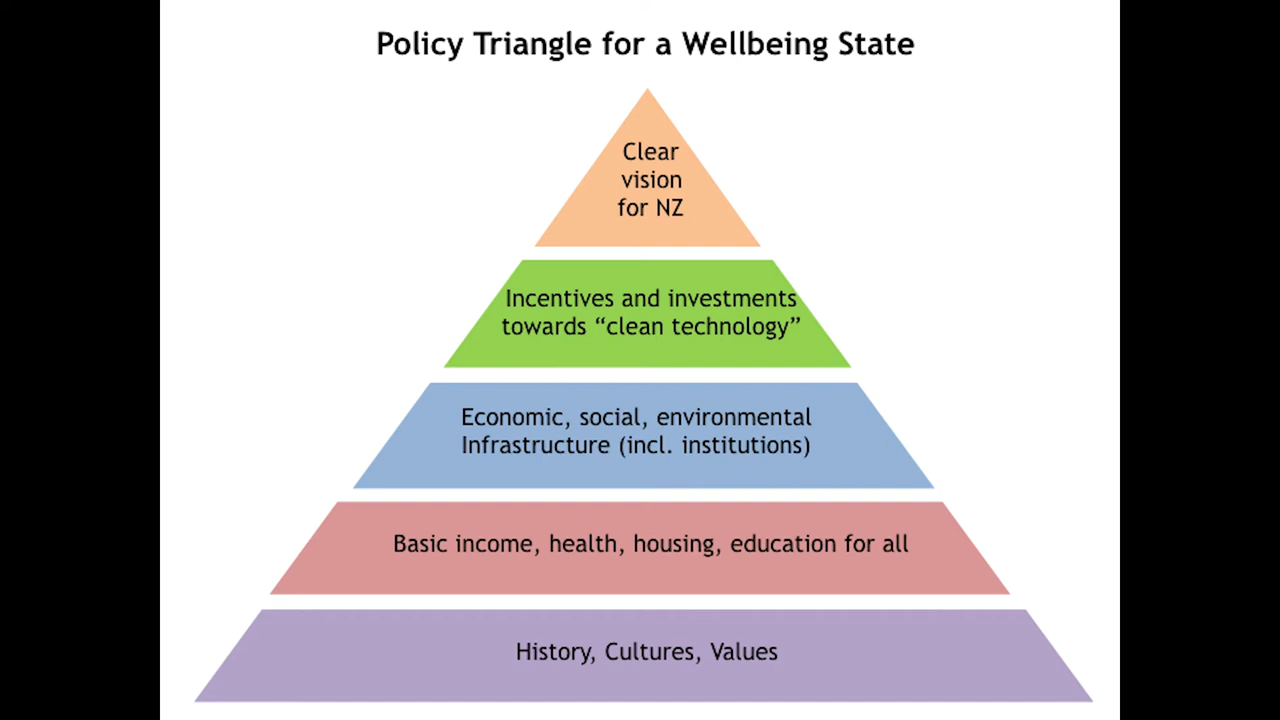 Policy Triangle for a Wellbeing State
Clear
vision
for NZ
Incentives and investments
towards “clean technology”
Economic, social, environmental
Infrastructure (incl. institutions)
Basic income, health, housing, education for all
History, Cultures, Values